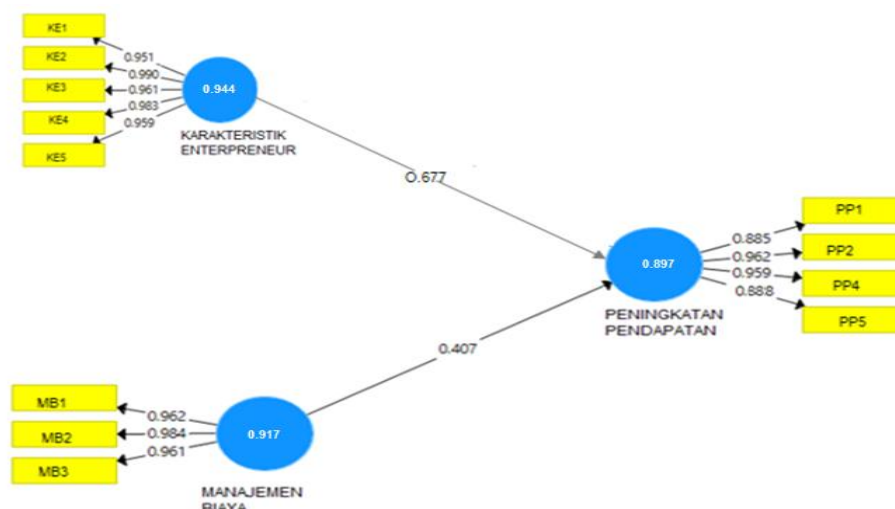 KE1
KE2
KE3
KE4
KE5
0.951
0.990
0.961
0.983
0.959
0.944
KARAKTERISTIK
ENTERPRENEUR
0.677
PP1
PP2
PP4
PP5
0.885
0.962
0.959
0.888
0.897
PENINGKATAN
PENDAPATAN
0.407
MB1
MB2
MB3
0.962
0.984
0.961
0.917
MANAJEMEN
BIAYA